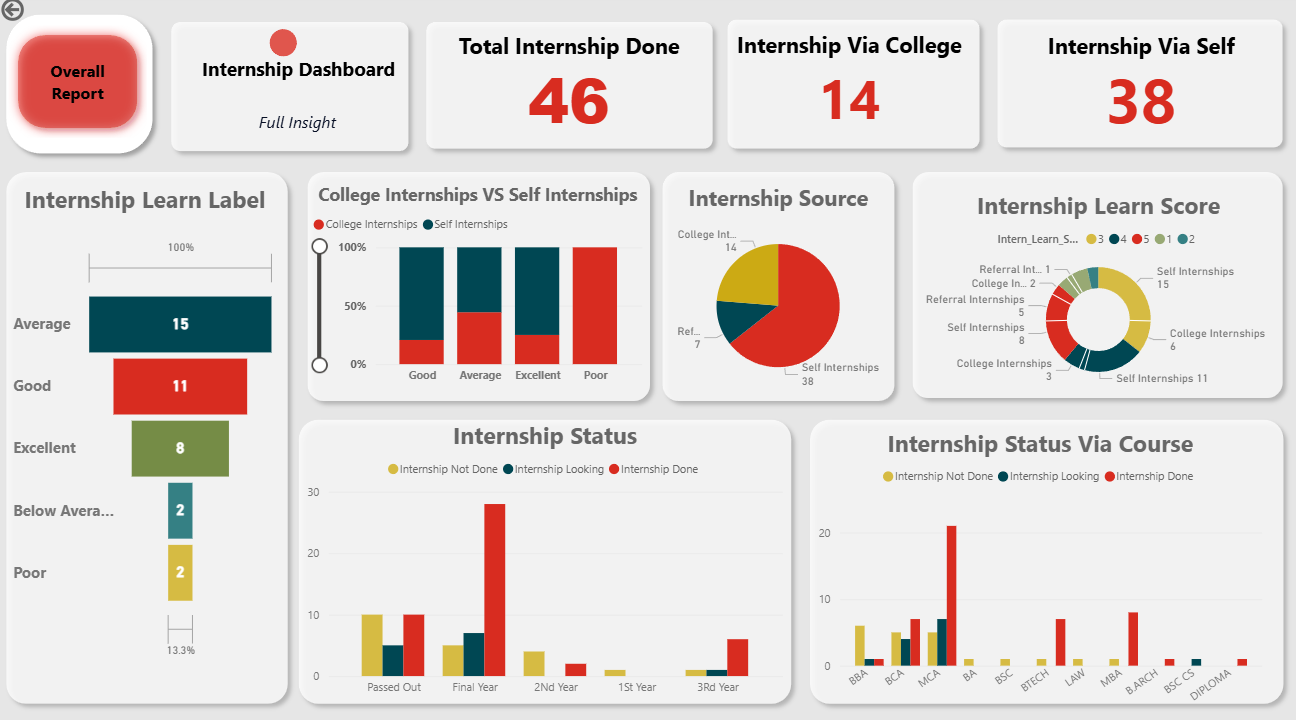 Overall
Report
Internship Dashboard
Full Insight
Total Internship Done
46
Internship Via College
14
Internship Via Self
38
Internship Learn Label
100%
Average
15
Good
11
Excellent
8
Below Avera...
2
Poor
2
13.3%
College Internships VS Self Internships
College Internships Self Internships
100%
50%
0%
Good Average Excellent Poor
Internship Source
College Int...
14
Ref...
7
Self Internships
38
Internship Learn Score
Intern_Learn_S... 3 4 5 1 2
Referral Int... 1
College In... 2
Referral Internships
5
Self Internships
8
College Internships
3
Self Internships
15
College Internships
6
Self Internships 11
Internship Status
Internship Not Done Internship Looking Internship Done
30
20
10
0
Passed Out Final Year 2Nd Year 1St Year 3Rd Year
Internship Status Via Course
Internship Not Done Internship Looking Internship Done
20
10
0
BBA BCA MCA BA BSC BTECH LAW MBA B.ARCH BSC CS DIPLOMA